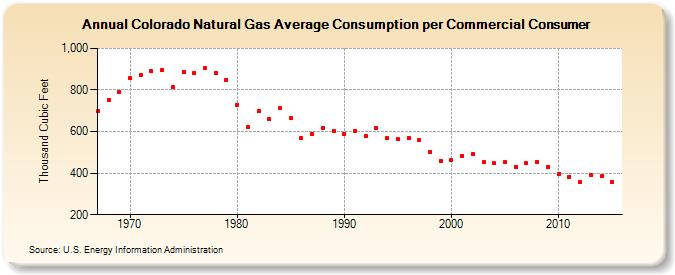 Annual Colorado Natural Gas Average Consumption per Commercial Consumer
Thousand Cubic Feet
1,000
800
600
400
200
1970 1980 1990 2000 2010
Source: U.S. Energy Information Administration